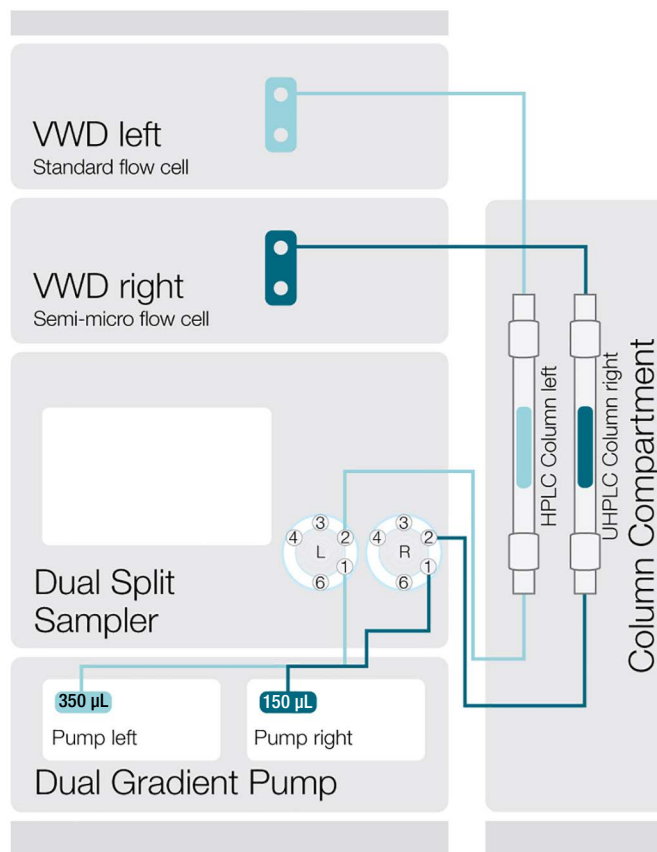 VWD left
Standard flow cell
VWD right
Semi-micro flow cell
HPLC Column left
UHPLC Column right
Column Compartment
3
4
2
L
1
6
3
4
2
R
1
6
Dual Split
Sampler
350 µL
Pump left
150 µL
Pump right
Dual Gradient Pump